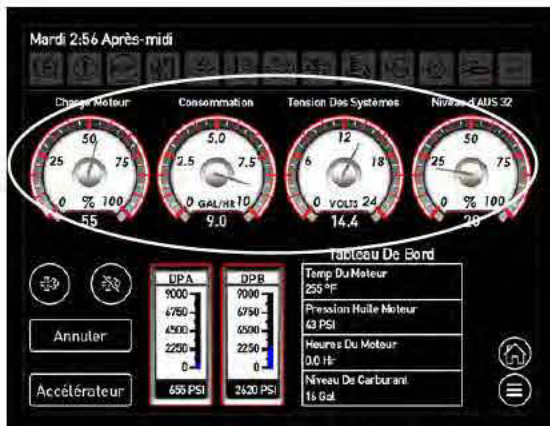 Mardi 2:56 Après-midi
Charge Moteur
Consommation
Tension Des Systèmes
Niveau d'AUS 32
50
25 75
0 % 100
55
5.0
2.5 7.5
0 GAL/HR 10
9.0
12
6 18
0 VOLTS 24
14.4
50
25 75
0 % 100
20
Tableau De Bord
Temp Du Moteur
255 °F
Pression Huile Moteur
63 PSI
Heures Du Moteur
0.0 Hr
Niveau De Carburant
16 Gal
DPA
9000
6750
4500
2250
0
655 PSI
DPB
9000
6750
4500
2250
0
2620 PSI
Annuler
Accélérateur